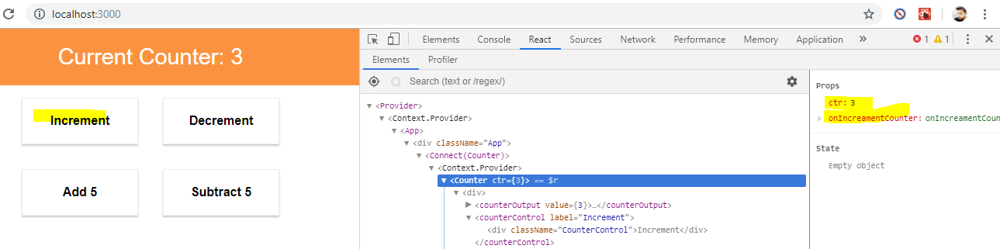 localhost:3000
Current Counter: 3
Increment
Decrement
Add 5
Subtract 5
Elements Console React Sources Network Performance Memory Application » 1 1
Elements Profiler
Search (text or /regex/)
<Provider>
<Context.Provider>
<App>
<div className="App">
<Connect(Counter)>
<Context.Provider>
<Counter ctr={3}> == $r
<div>
<counterOutput value={3}>…</counterOutput>
<counterControl label="Increment">
<div className="CounterControl">Increment</div>
</counterControl>
Props
ctr: 3
onIncreamentCounter: onIncreamentCoun
State
Empty object